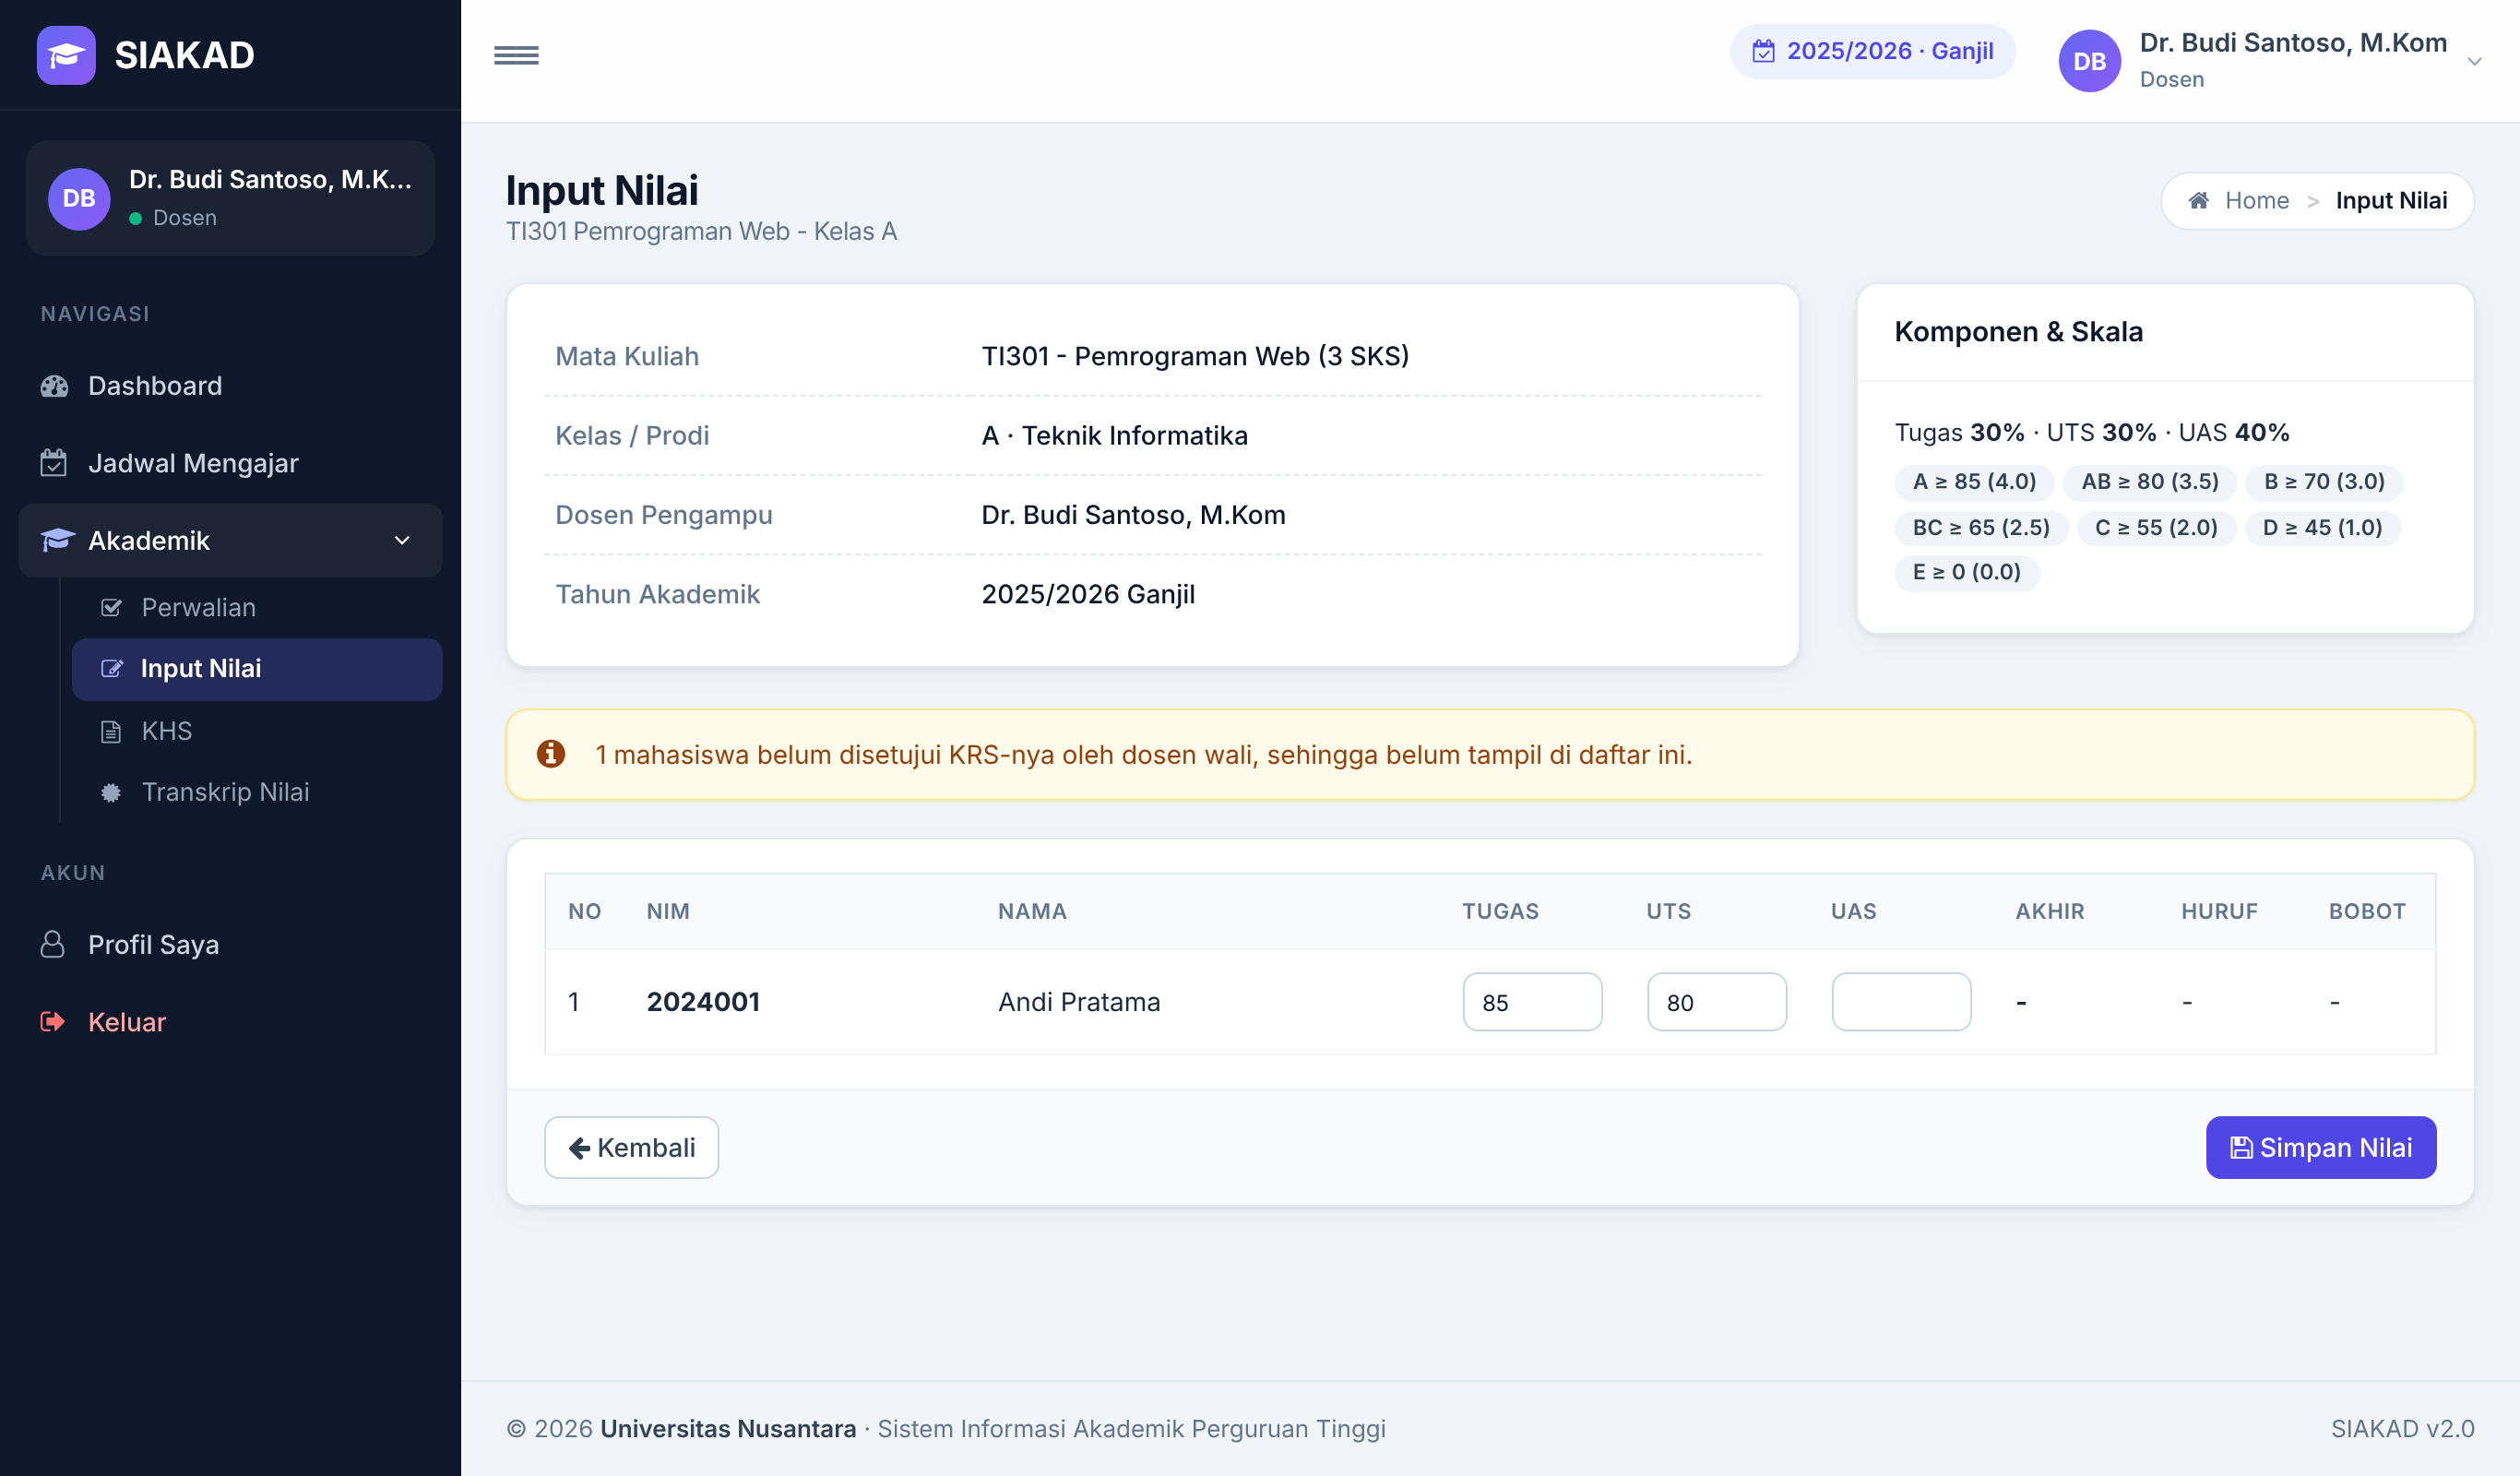 SIAKAD
2025/2026 · Ganjil
DB
Dr. Budi Santoso, M.Kom
Dosen
DB
Dr. Budi Santoso, M.K...
Dosen
NAVIGASI
Dashboard
Jadwal Mengajar
Akademik
Perwalian
Input Nilai
KHS
Transkrip Nilai
AKUN
Profil Saya
Keluar
Input Nilai
TI301 Pemrograman Web - Kelas A
Home > Input Nilai
Mata Kuliah TI301 - Pemrograman Web (3 SKS)
Kelas / Prodi A · Teknik Informatika
Dosen Pengampu Dr. Budi Santoso, M.Kom
Tahun Akademik 2025/2026 Ganjil
Komponen & Skala
Tugas 30% · UTS 30% · UAS 40%
A ≥ 85 (4.0) AB ≥ 80 (3.5) B ≥ 70 (3.0)
BC ≥ 65 (2.5) C ≥ 55 (2.0) D ≥ 45 (1.0)
E ≥ 0 (0.0)
1 mahasiswa belum disetujui KRS-nya oleh dosen wali, sehingga belum tampil di daftar ini.
NO NIM NAMA TUGAS UTS UAS AKHIR HURUF BOBOT
1 2024001 Andi Pratama 85 80 - - -
Kembali
Simpan Nilai
© 2026 Universitas Nusantara · Sistem Informasi Akademik Perguruan Tinggi
SIAKAD v2.0